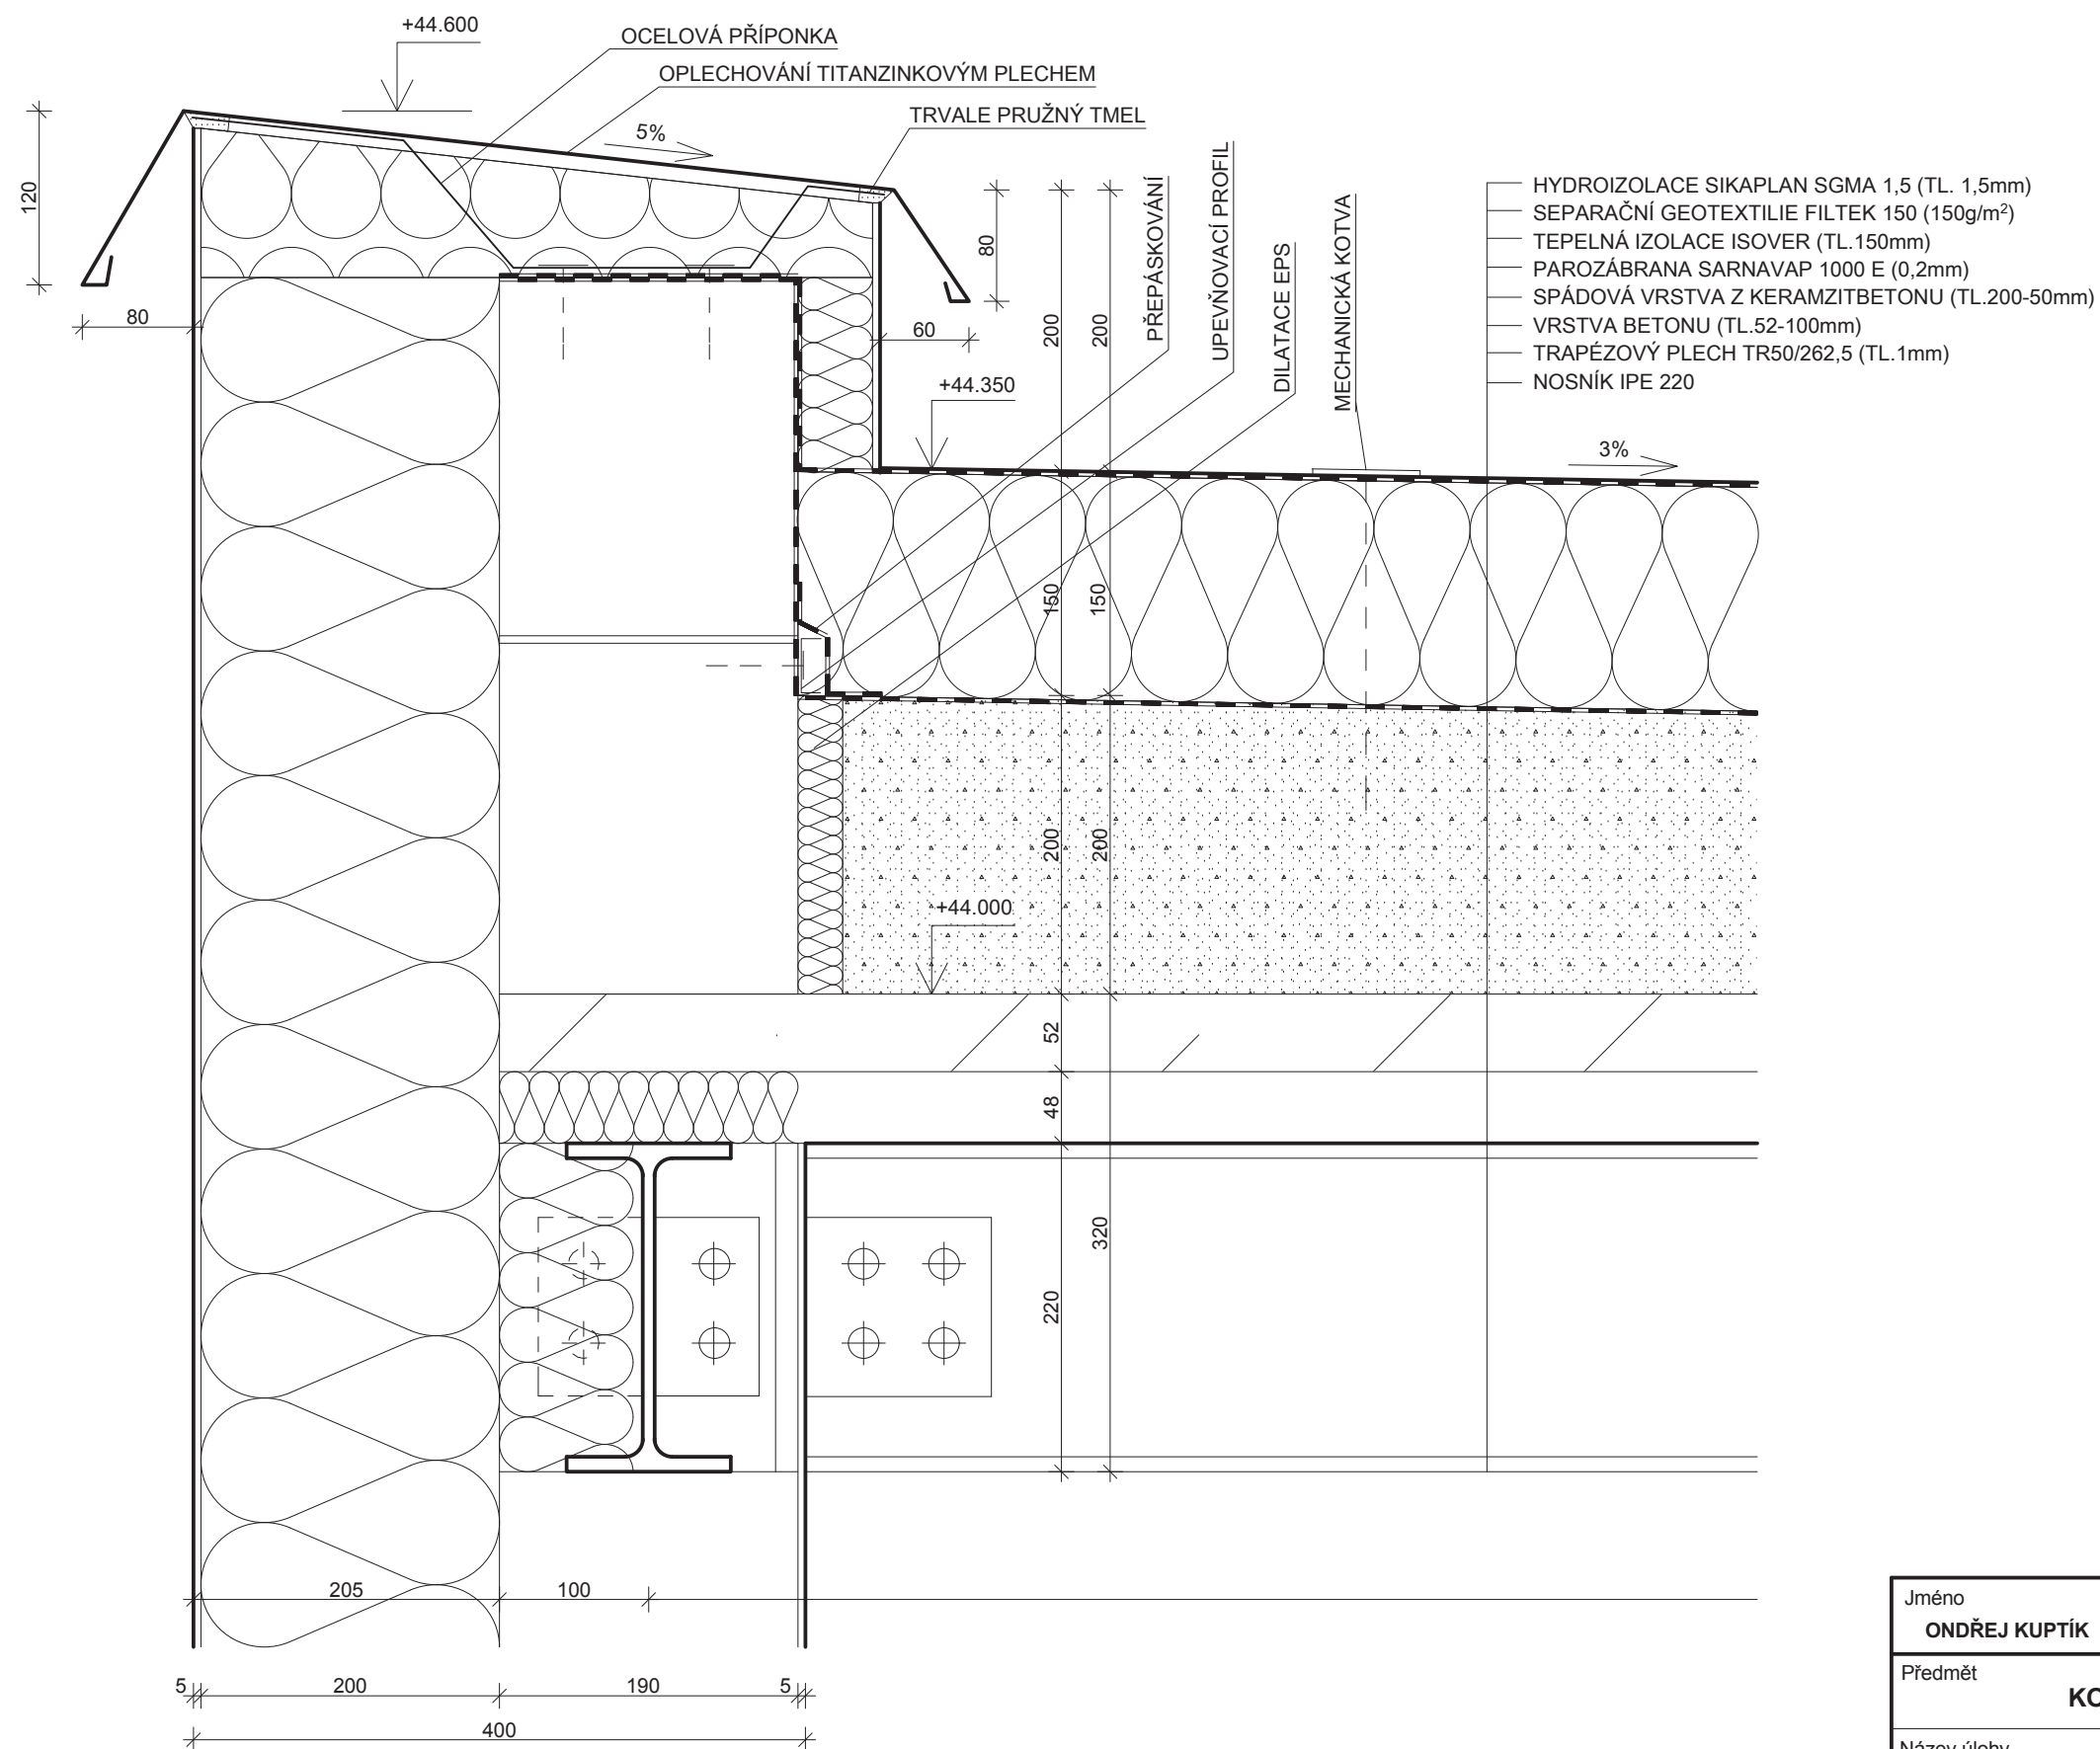 +44.600
OCELOVÁ PŘÍPONKA
OPLECHOVÁNÍ TITANZINKOVÝM PLECHEM
TRVALE PRUŽNÝ TMEL
5%
120
80
80
60
PŘEPÁSKOVÁNÍ
UPEVŇOVACÍ PROFIL
DILATACE EPS
MECHANICKÁ KOTVA
HYDROIZOLACE SIKAPLAN SGMA 1,5 (TL. 1,5mm)
SEPARAČNÍ GEOTEXTILIE FILTEK 150 (150g/m²)
TEPELNÁ IZOLACE ISOVER (TL.150mm)
PAROZÁBRANA SARNAVAP 1000 E (0,2mm)
SPÁDOVÁ VRSTVA Z KERAMZITBETONU (TL.200-50mm)
VRSTVA BETONU (TL.52-100mm)
TRAPÉZOVÝ PLECH TR50/262,5 (TL.1mm)
NOSNÍK IPE 220
200
200
+44.350
3%
150
150
200
200
+44.000
52
48
320
220
205
100
5
200
190
5
400
Jméno
ONDŘEJ KUPTÍK
Předmět
KO
Název úlohy